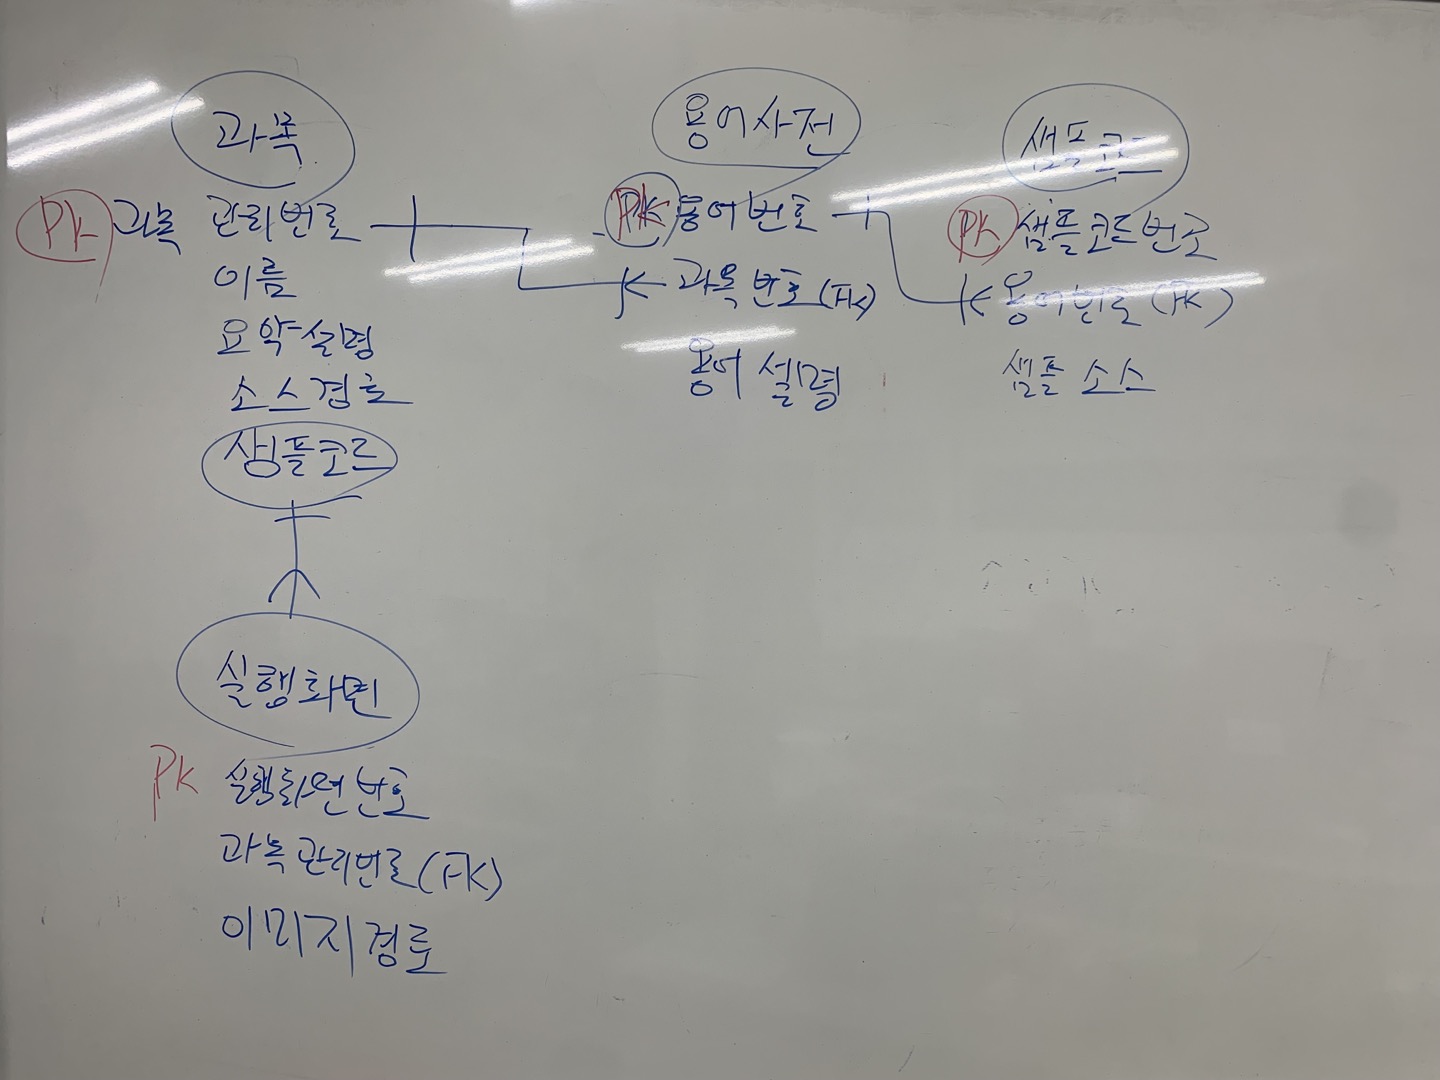 과목
PK 과목 관리번호
이름
요약설명
소스경로
샘플코드
실행화면
PK 실행화면 번호
과목관리번호(FK)
이미지경로
용어사전
PK 용어번호
과목 번호(FK)
용어 설명
샘플코드
PK 샘플코드번호
용어번호(FK)
샘플 소스